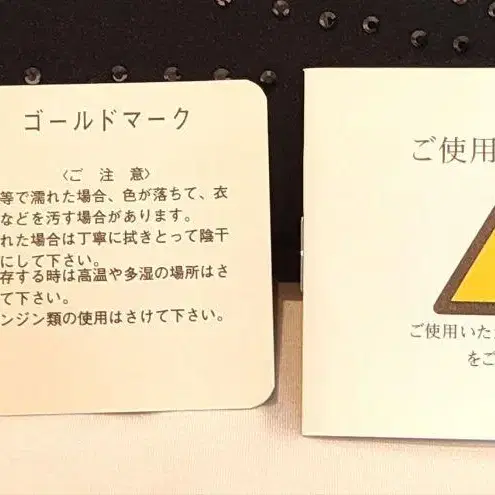 ゴールドマーク
〈ご 注 意〉
等で濡れた場合、色が落ちて、衣
などを汚す場合があります。
れた場合は丁寧に拭きとって陰干
にして下さい。
存する時は高温や多湿の場所はさ
て下さい。
ンジン類の使用はさけて下さい。
ご使用
ご使用いた
をご